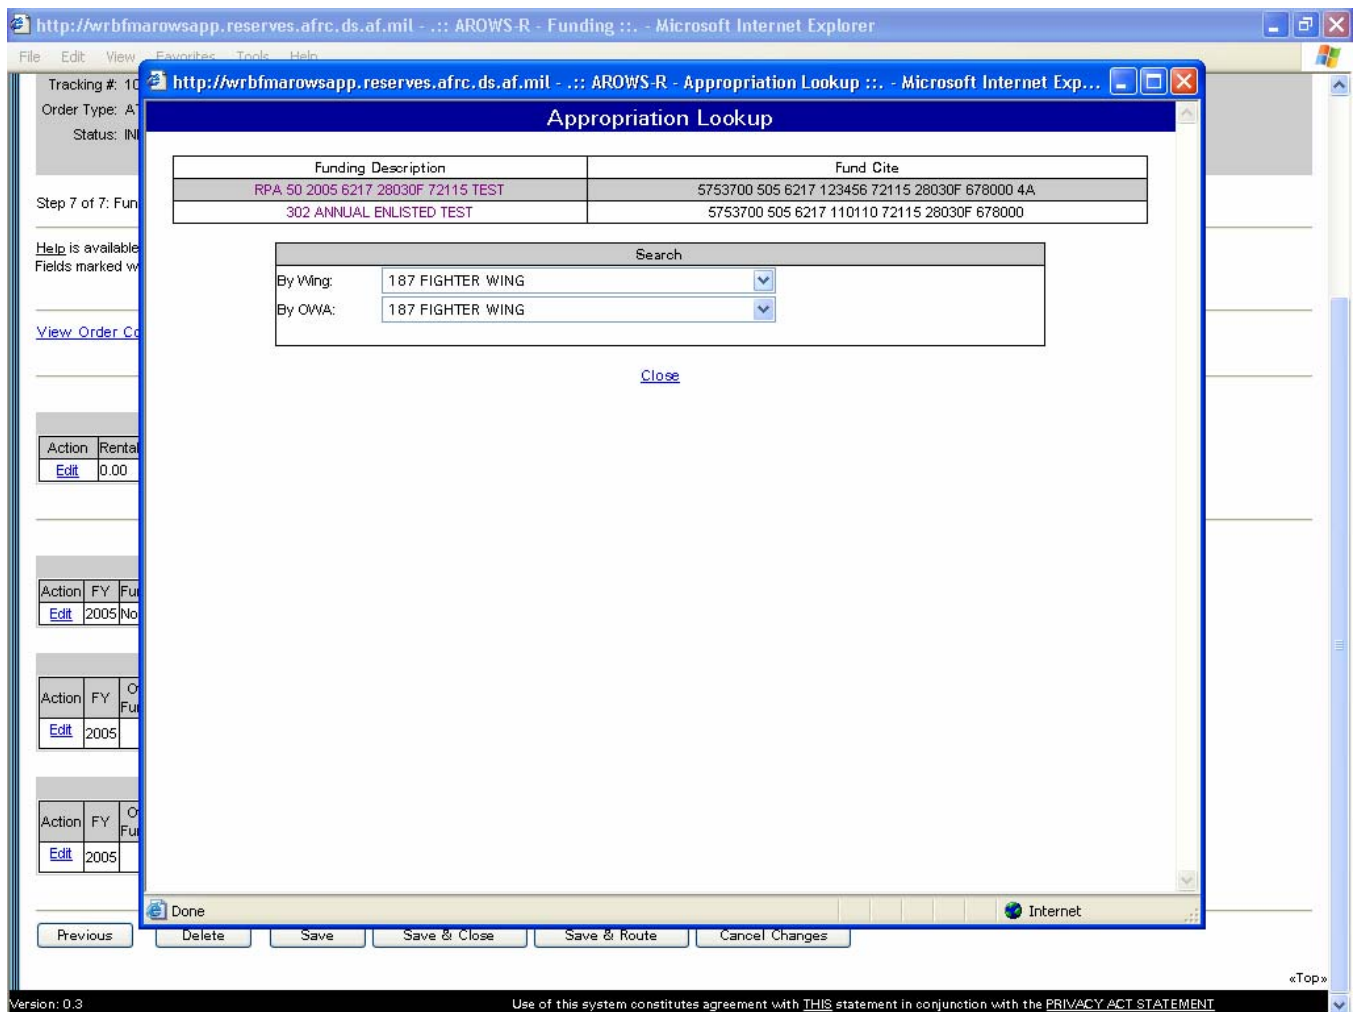 http://wrbfmarowsapp.reserves.afrc.ds.af.mil - .:: AROWS-R - Funding ::. - Microsoft Internet Explorer
File Edit View Favorites Tools Help
http://wrbfmarowsapp.reserves.afrc.ds.af.mil - .:: AROWS-R - Appropriation Lookup ::. - Microsoft Internet Exp...
Tracking #: 10
Order Type: A
Status: IN
Appropriation Lookup
Funding Description Fund Cite
RPA 50 2005 6217 28030F 72115 TEST 5753700 505 6217 123456 72115 28030F 678000 4A
302 ANNUAL ENLISTED TEST 5753700 505 6217 110110 72115 28030F 678000
Step 7 of 7: Fun
Help is available
Fields marked w
Search
By Wing: 187 FIGHTER WING
By OWA: 187 FIGHTER WING
View Order Co
Close
Action Rental
Edit 0.00
Action FY Fu
Edit 2005 No
Action FY O
Fu
Edit 2005
Action FY O
Fu
Edit 2005
Done Internet
Previous Delete Save Save & Close Save & Route Cancel Changes
«Top»
Version: 0.3 Use of this system constitutes agreement with THIS statement in conjunction with the PRIVACY ACT STATEMENT